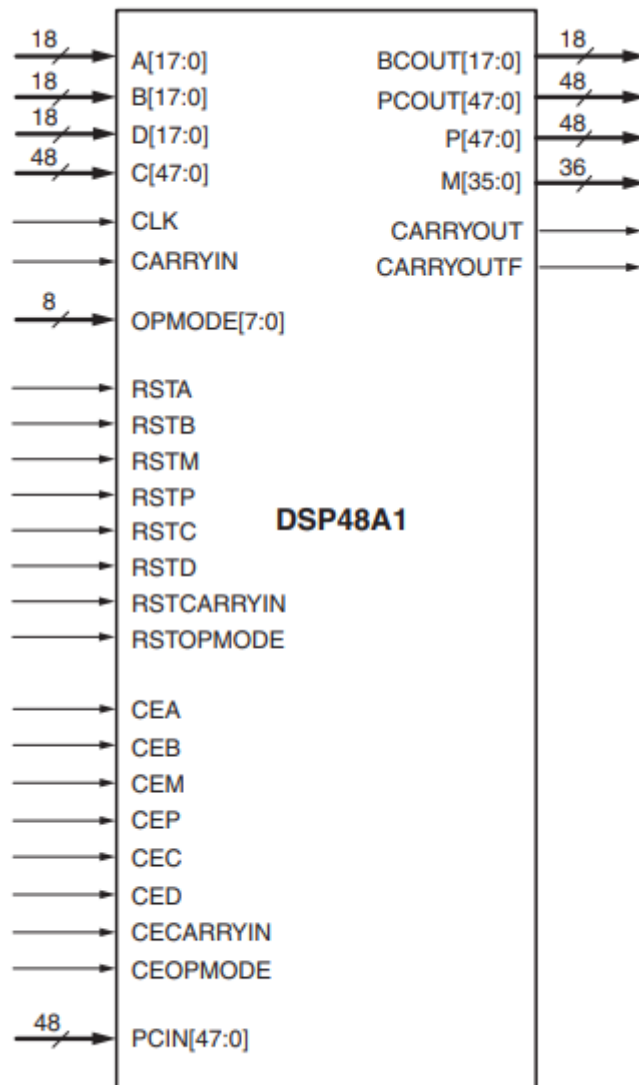 18
A[17:0]
18
B[17:0]
18
D[17:0]
48
C[47:0]
CLK
CARRYIN
8
OPMODE[7:0]
RSTA
RSTB
RSTM
RSTP
RSTC
RSTD
RSTCARRYIN
RSTOPMODE
CEA
CEB
CEM
CEP
CEC
CED
CECARRYIN
CEOPMODE
48
PCIN[47:0]
DSP48A1
BCOUT[17:0]
18
PCOUT[47:0]
48
P[47:0]
48
M[35:0]
36
CARRYOUT
CARRYOUTF